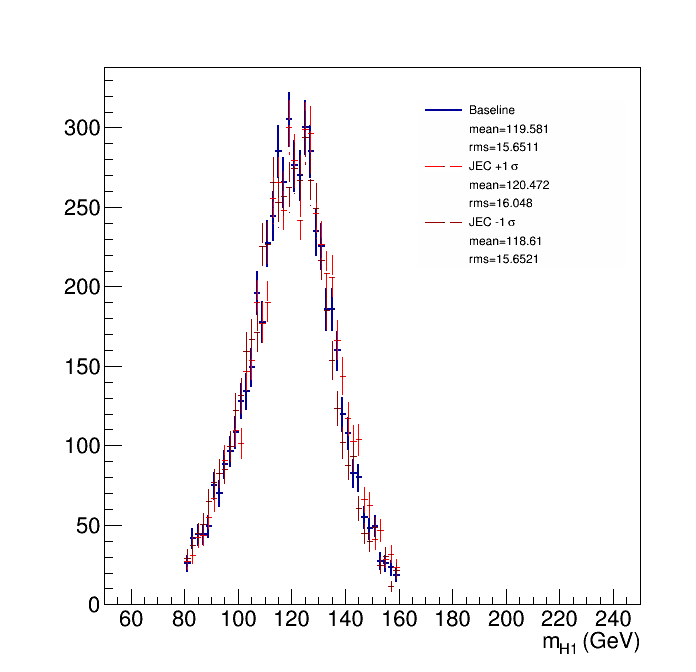 300
250
200
150
100
50
0
60 80 100 120 140 160 180 200 220 240
m_H1 (GeV)
Baseline
mean=119.581
rms=15.6511
JEC +1 σ
mean=120.472
rms=16.048
JEC -1 σ
mean=118.61
rms=15.6521